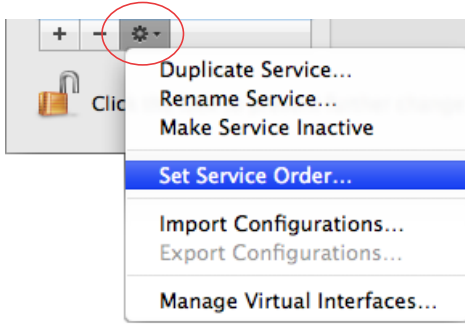 Duplicate Service...
Rename Service...
Make Service Inactive
Set Service Order...
Import Configurations...
Export Configurations...
Manage Virtual Interfaces...